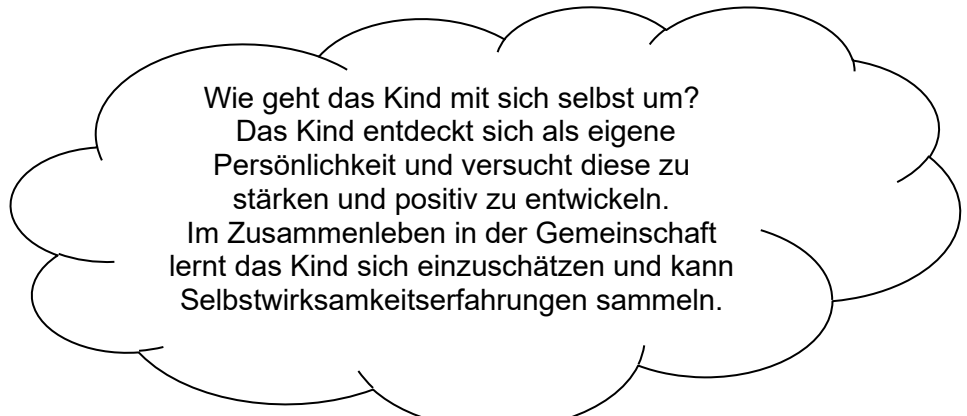 Wie geht das Kind mit sich selbst um?
Das Kind entdeckt sich als eigene
Persönlichkeit und versucht diese zu
stärken und positiv zu entwickeln.
Im Zusammenleben in der Gemeinschaft
lernt das Kind sich einzuschätzen und kann
Selbstwirksamkeitserfahrungen sammeln.